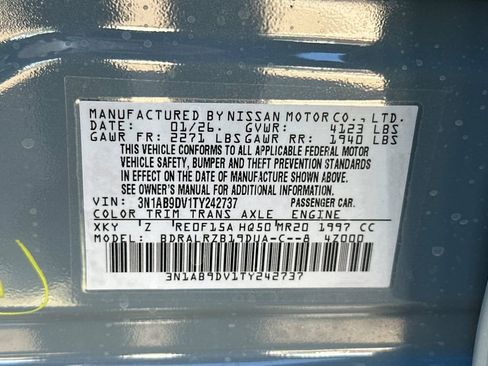 MANUFACTURED BY NISSAN MOTOR CO., LTD.
DATE: 01/26. GVWR: 4123 LBS
GAWR FR: 2271 LBS GAWR RR: 1940 LBS
THIS VEHICLE CONFORMS TO ALL APPLICABLE FEDERAL MOTOR
VEHICLE SAFETY, BUMPER AND THEFT PREVENTION STANDARDS
IN EFFECT ON THE DATE OF MANUFACTURE SHOWN ABOVE.
SEE OWNER'S MANUAL FOR ADDITIONAL INFORMATION
VIN: 3N1AB9DV1TY242737 PASSENGER CAR.
COLOR TRIM TRANS AXLE ENGINE
XKY Z RE0F15A HQ50 MR20 1997 CC
MODEL: BDRALRZB19DUA-C--A 4Z000
3N1AB9DV1TY242737